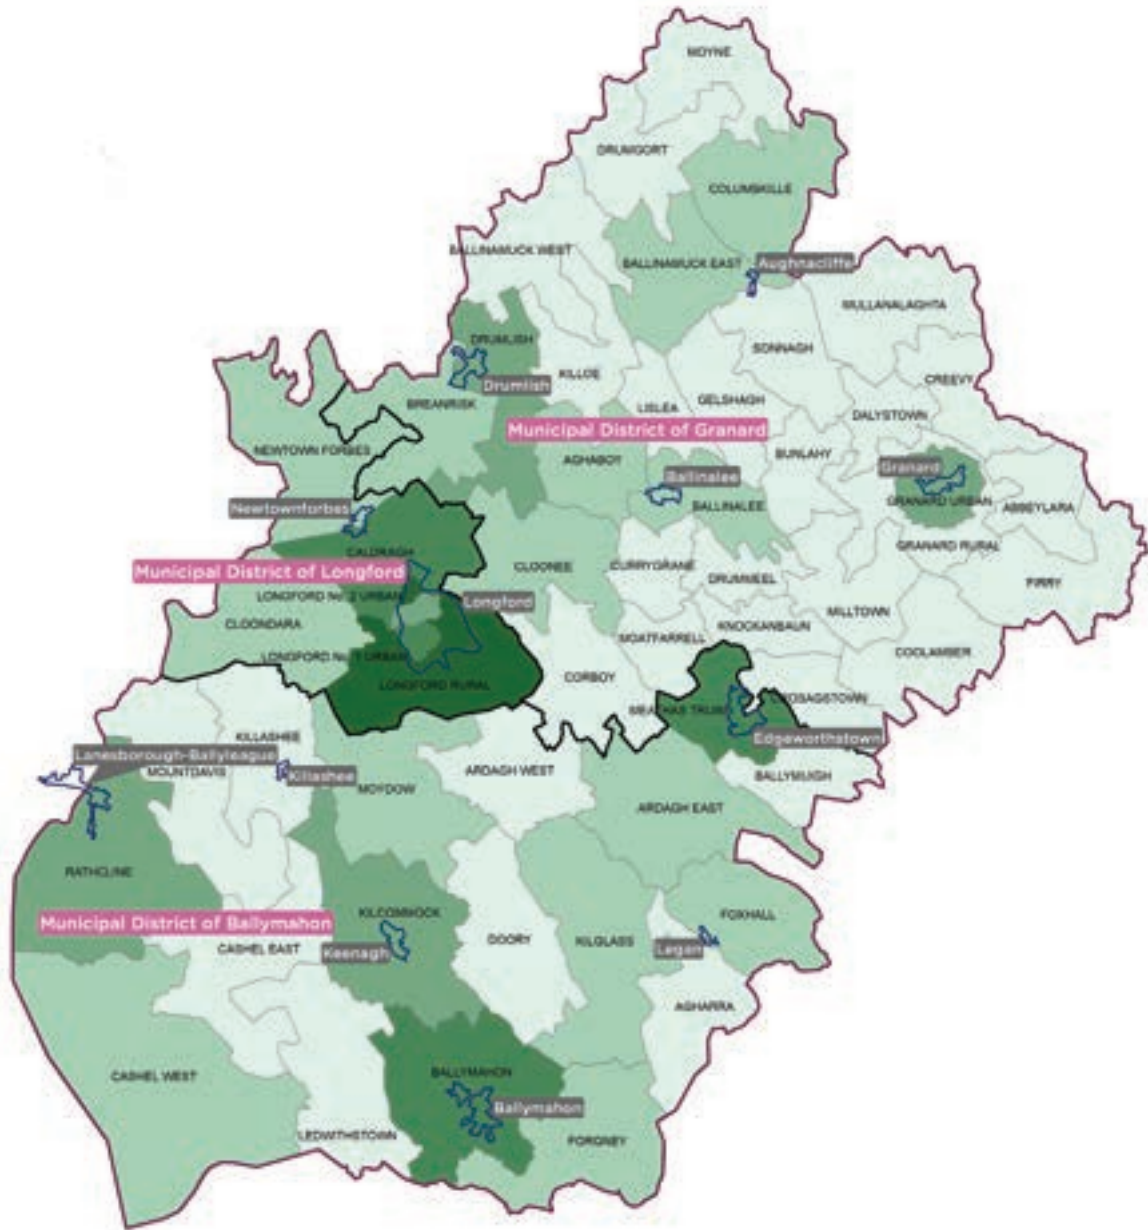 MOYNE
DRUMGORT
COLUMBKILLE
BALLINAMUCK WEST
BALLINAMUCK EAST
Aughnacliffe
MULLANALAGHTA
DRUMLISH
SONNAGH
KILLOE
CREEVY
Drumlish
BREANRISK
LISLEA
GELSHAGH
DALYSTOWN
Municipal District of Granard
NEWTOWN FORBES
AGHABOY
BUNLAHY
Granard
Ballinalee
GRANARD URBAN
Newtownforbes
BALLINALEE
ABBEYLARA
CALDRAGH
GRANARD RURAL
Municipal District of Longford
CLOONEE
CURRYGRANE
DRUMMEEL
FIRRY
LONGFORD No. 2 URBAN
Longford
MILLTOWN
CLOONDARA
KNOCKANBAUN
MOATFARRELL
LONGFORD No. 1 URBAN
COOLAMBER
LONGFORD RURAL
CORBOY
KILLASHEE
Edgeworthstown
Lanesborough-Ballyleague
MOUNTDAVIS
Killashee
ARDAGH WEST
BALLYMUIGH
MOYDOW
ARDAGH EAST
RATHCLINE
KILCOMMOCK
FOXHALL
Municipal District of Ballymahon
CASHEL EAST
Keenagh
DOORY
KILGLASS
Legan
AGHARRA
CASHEL WEST
BALLYMAHON
Ballymahon
LEDWITHSTOWN
FORGNEY